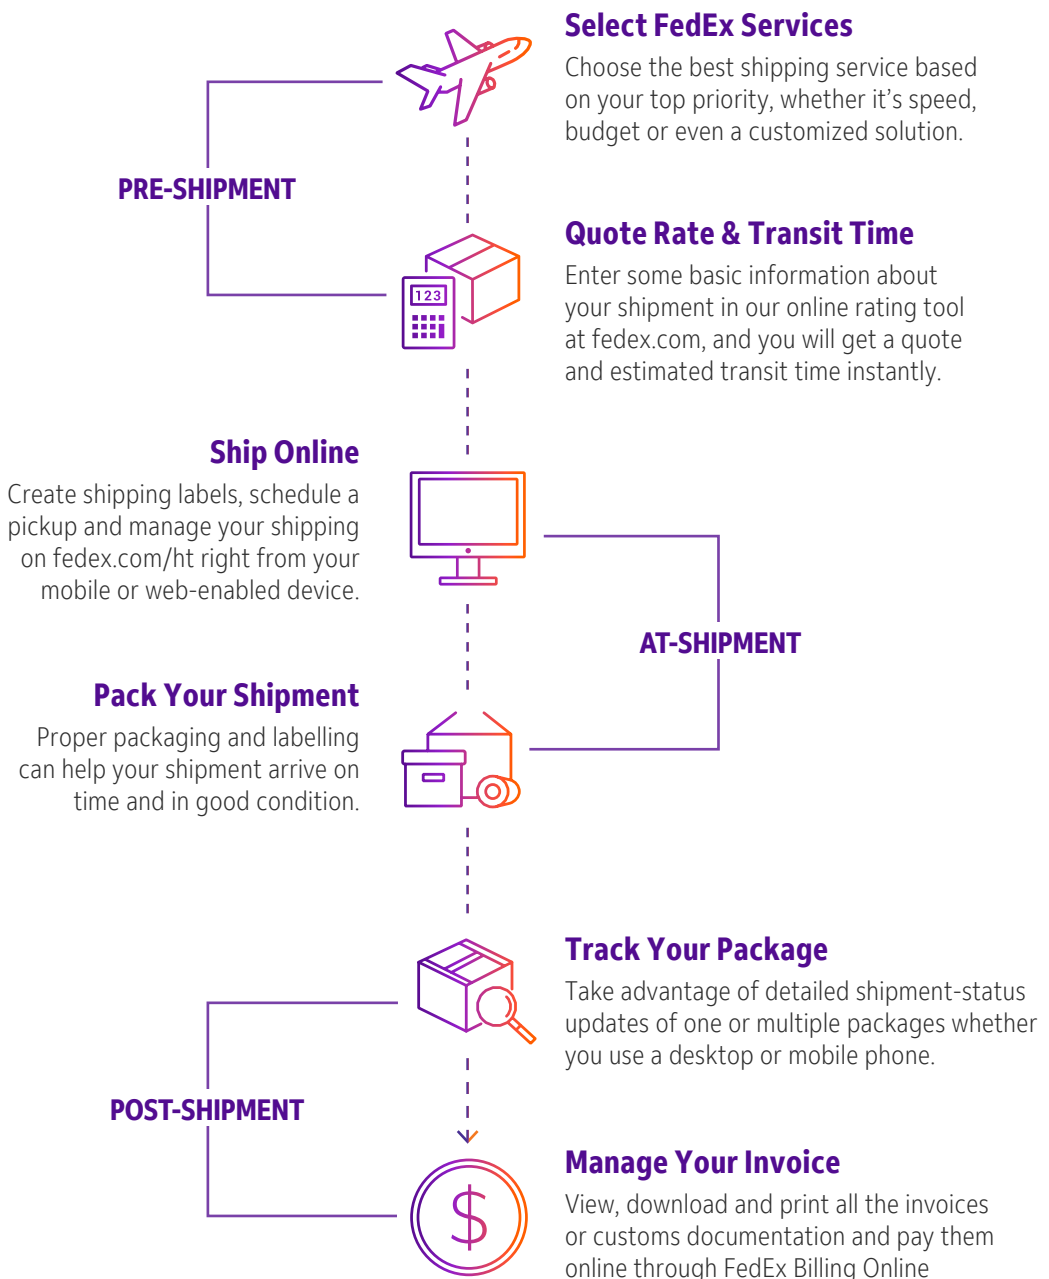 Select FedEx Services
Choose the best shipping service based
on your top priority, whether it’s speed,
budget or even a customized solution.
PRE-SHIPMENT
Quote Rate & Transit Time
Enter some basic information about
your shipment in our online rating tool
at fedex.com, and you will get a quote
and estimated transit time instantly.
123
Ship Online
Create shipping labels, schedule a
pickup and manage your shipping
on fedex.com/ht right from your
mobile or web-enabled device.
AT-SHIPMENT
Pack Your Shipment
Proper packaging and labelling
can help your shipment arrive on
time and in good condition.
Track Your Package
Take advantage of detailed shipment-status
updates of one or multiple packages whether
you use a desktop or mobile phone.
POST-SHIPMENT
Manage Your Invoice
View, download and print all the invoices
or customs documentation and pay them
online through FedEx Billing Online
$